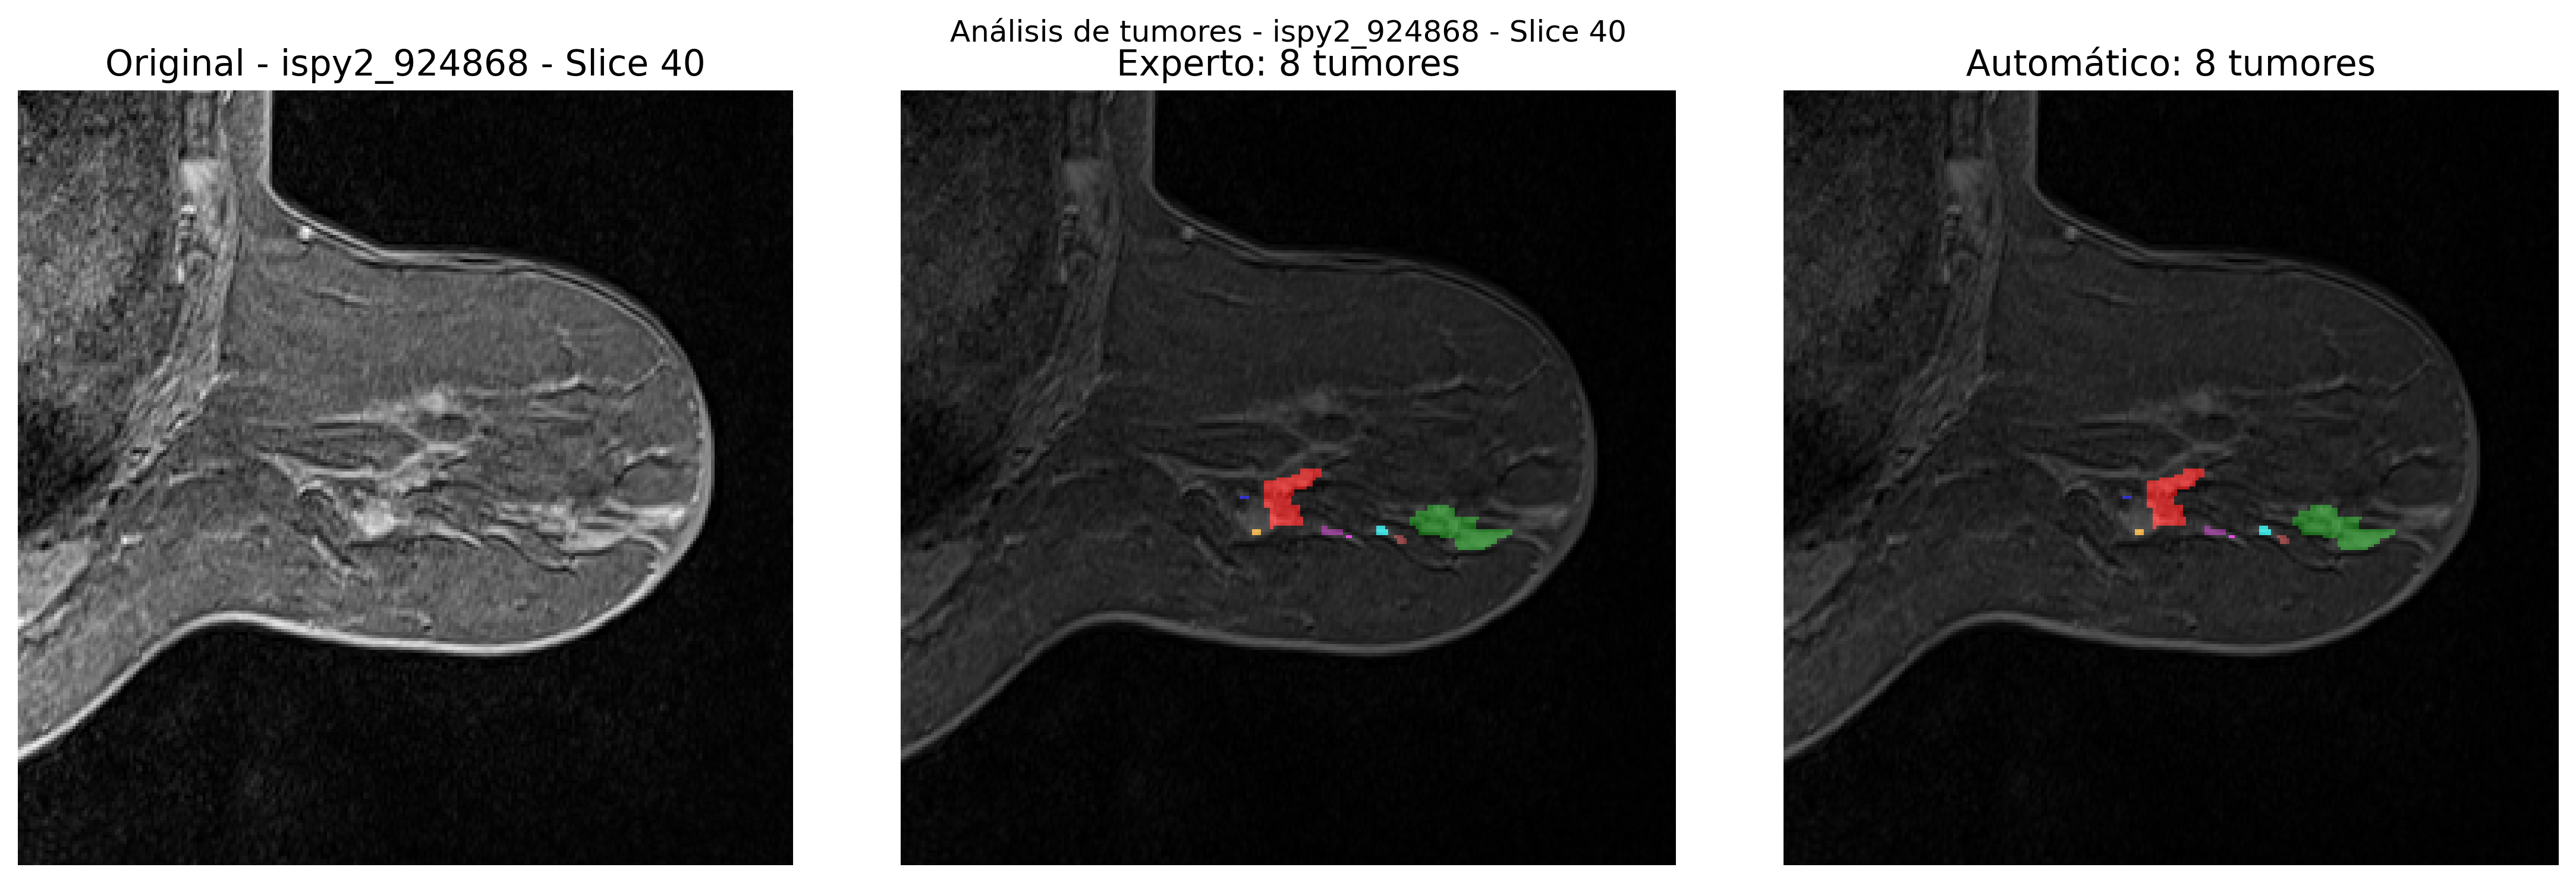 Análisis de tumores - ispy2_924868 - Slice 40
Original - ispy2_924868 - Slice 40
Experto: 8 tumores
Automático: 8 tumores